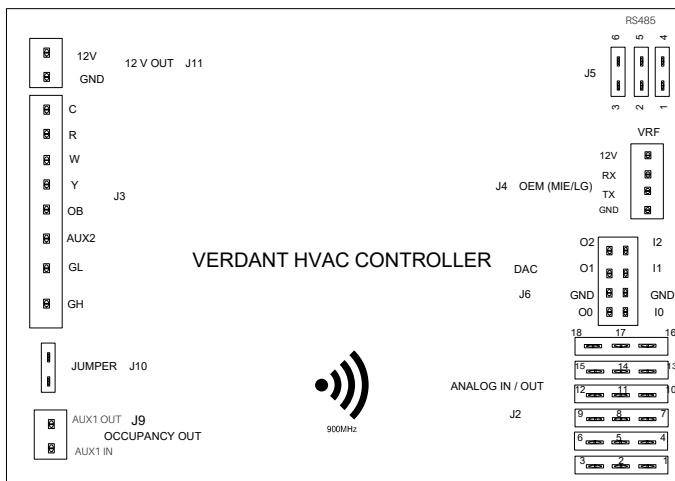 RS485
6 5 4
J5
3 2 1
12V
12 V OUT J11
GND
C
R
W
Y
J3
OB
AUX2
GL
GH
VRF
12V
RX
J4 OEM (MIE/LG)
TX
GND
VERDANT HVAC CONTROLLER
O2 I2
DAC O1 I1
J6 GND GND
O0 I0
18 17 16
15 14 13
ANALOG IN / OUT
12 11 10
J2
9 8 7
6 5 4
3 2 1
JUMPER J10
900MHz
AUX1 OUT J9
OCCUPANCY OUT
AUX1 IN